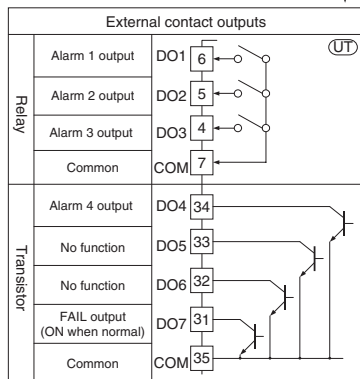 External contact outputs
UT
Relay
Alarm 1 output DO1 6
Alarm 2 output DO2 5
Alarm 3 output DO3 4
Common COM 7
Transistor
Alarm 4 output DO4 34
No function DO5 33
No function DO6 32
FAIL output
(ON when normal) DO7 31
Common COM 35